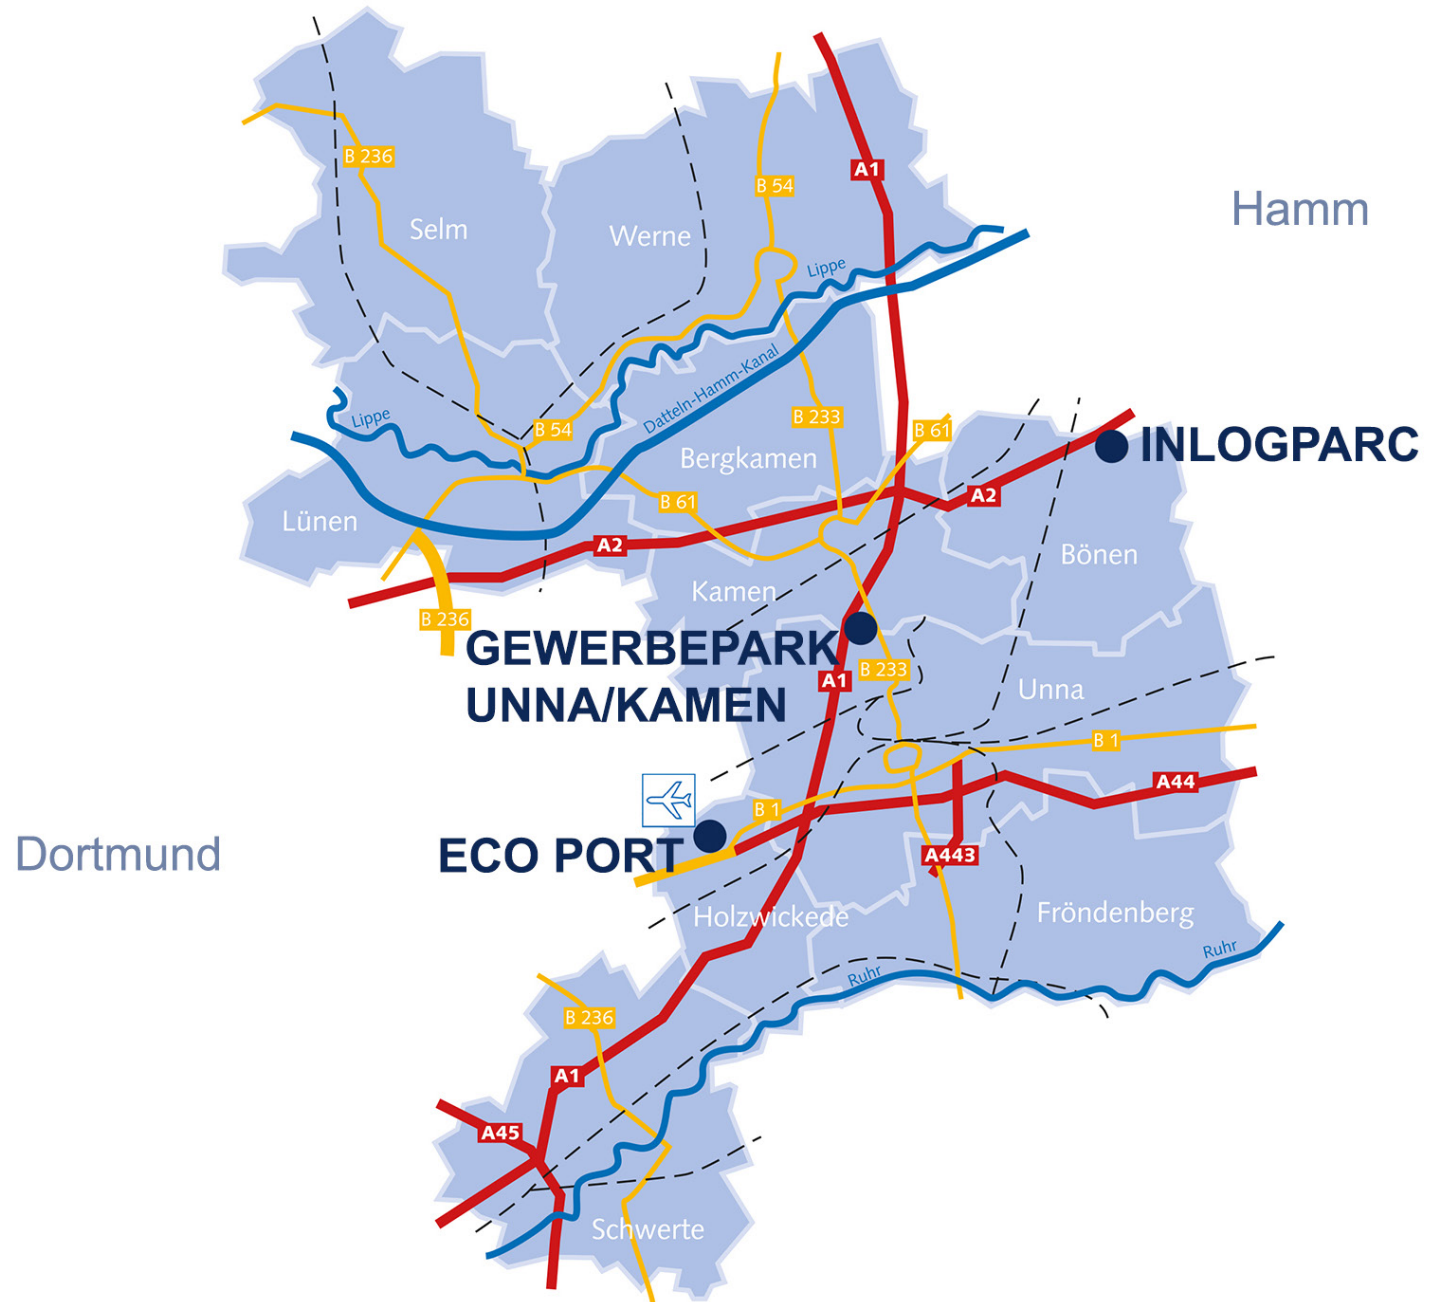 B 236
A1
B 54
Hamm
Selm
Werne
Lippe
Datteln-Hamm-Kanal
Lippe
B 54
B 233
B 61
INLOGPARC
Bergkamen
B 61
A2
Lünen
A2
Bönen
Kamen
B 236
GEWERBEPARK
UNNA/KAMEN
B 233
A1
Unna
B 1
A44
B 1
Dortmund
ECO PORT
A443
Holzwickede
Fröndenberg
Ruhr
Ruhr
B 236
A1
A45
Schwerte